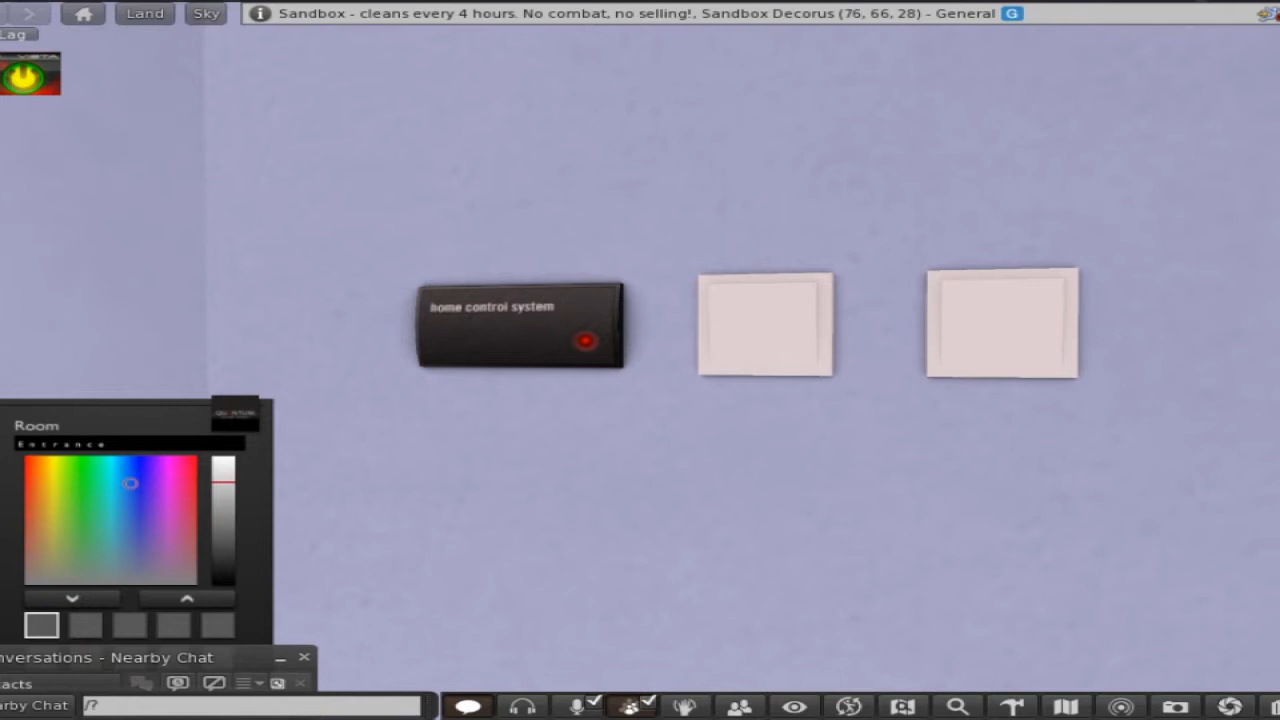 Land Sky Sandbox - cleans every 4 hours. No combat, no selling!, Sandbox Decorus (76, 66, 28) - General G
Lag
home control system
Room
Entrance
nversations - Nearby Chat
acts
rby Chat /?